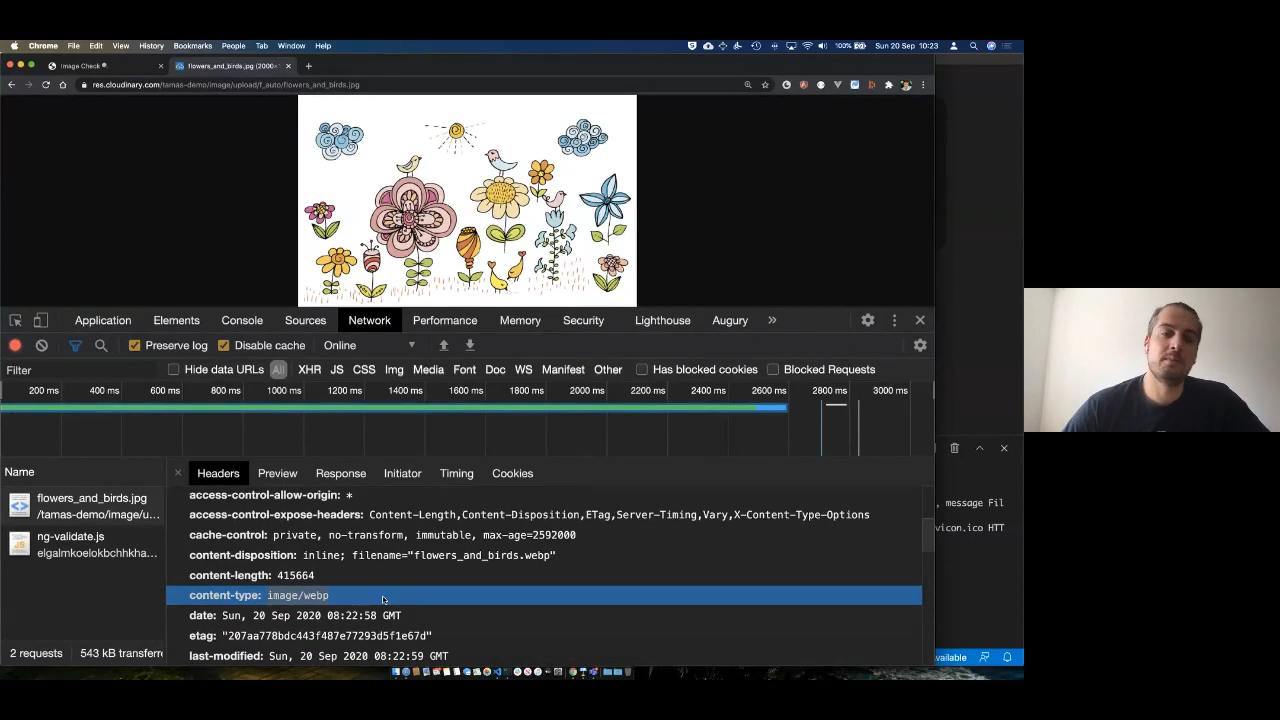 Chrome File Edit View History Bookmarks People Tab Window Help 100% Sun 20 Sep 10:23
Image Check
flowers_and_birds.jpg (2000×
res.cloudinary.com/tamas-demo/image/upload/f_auto/flowers_and_birds.jpg
Application Elements Console Sources Network Performance Memory Security Lighthouse Augury
Preserve log Disable cache Online
Filter Hide data URLs All XHR JS CSS Img Media Font Doc WS Manifest Other Has blocked cookies Blocked Requests
200 ms 400 ms 600 ms 800 ms 1000 ms 1200 ms 1400 ms 1600 ms 1800 ms 2000 ms 2200 ms 2400 ms 2600 ms 2800 ms 3000 ms
Name Headers Preview Response Initiator Timing Cookies
flowers_and_birds.jpg
/tamas-demo/image/u...
ng-validate.js
elgalmkoelokbchhkha...
access-control-allow-origin: *
access-control-expose-headers: Content-Length,Content-Disposition,ETag,Server-Timing,Vary,X-Content-Type-Options
cache-control: private, no-transform, immutable, max-age=2592000
content-disposition: inline; filename="flowers_and_birds.webp"
content-length: 415664
content-type: image/webp
date: Sun, 20 Sep 2020 08:22:58 GMT
etag: "207aa778bdc443f487e77293d5f1e67d"
last-modified: Sun, 20 Sep 2020 08:22:59 GMT
2 requests 543 kB transferre
, message Fil
vicon.ico HTT
vailable